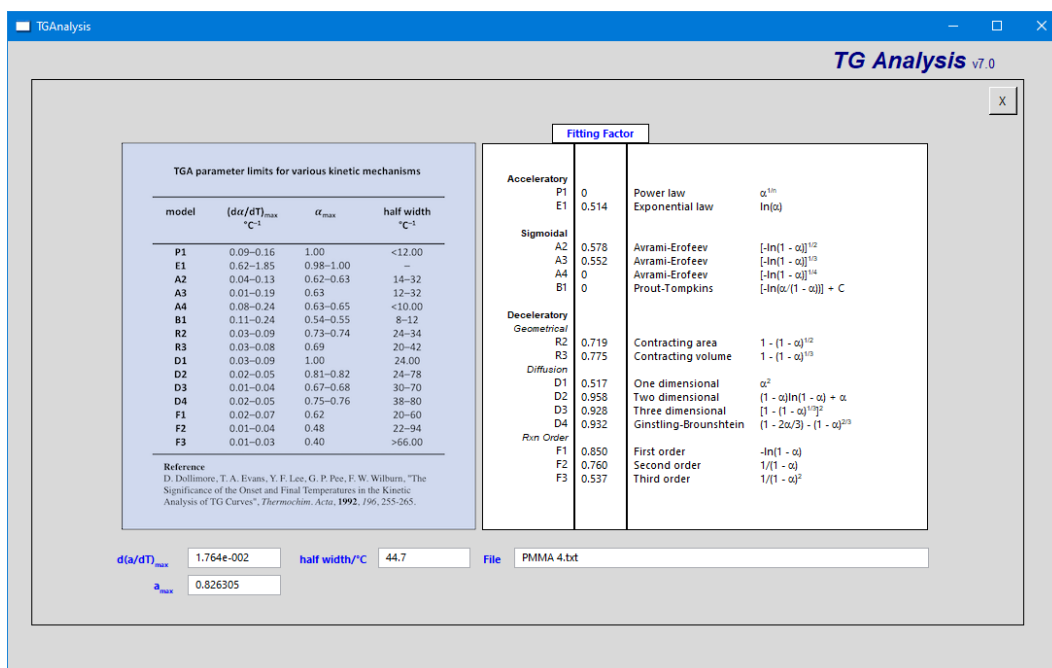 TGAnalysis
TG Analysis v7.0
X
Fitting Factor
TGA parameter limits for various kinetic mechanisms
model (dα/dT)max αmax half width
°C⁻¹ °C⁻¹
P1 0.09–0.16 1.00 <12.00
E1 0.62–1.85 0.98–1.00 –
A2 0.04–0.13 0.62–0.63 14–32
A3 0.01–0.19 0.63 12–32
A4 0.08–0.24 0.63–0.65 <10.00
B1 0.11–0.24 0.54–0.55 8–12
R2 0.03–0.09 0.73–0.74 24–34
R3 0.03–0.08 0.69 20–42
D1 0.03–0.09 1.00 24.00
D2 0.02–0.05 0.81–0.82 24–78
D3 0.01–0.04 0.67–0.68 30–70
D4 0.02–0.05 0.75–0.76 38–80
F1 0.02–0.07 0.62 20–60
F2 0.01–0.04 0.48 22–94
F3 0.01–0.03 0.40 >66.00
Reference
D. Dollimore, T. A. Evans, Y. F. Lee, G. P. Pee, F. W. Wilburn, "The
Significance of the Onset and Final Temperatures in the Kinetic
Analysis of TG Curves", Thermochim. Acta, 1992, 196, 255-265.
Acceleratory
P1 0 Power law α^1/n
E1 0.514 Exponential law ln(α)
Sigmoidal
A2 0.578 Avrami-Erofeev [-ln(1 - α)]^1/2
A3 0.552 Avrami-Erofeev [-ln(1 - α)]^1/3
A4 0 Avrami-Erofeev [-ln(1 - α)]^1/4
B1 0 Prout-Tompkins [-ln(α/(1 - α))] + C
Deceleratory
Geometrical
R2 0.719 Contracting area 1 - (1 - α)^1/2
R3 0.775 Contracting volume 1 - (1 - α)^1/3
Diffusion
D1 0.517 One dimensional α²
D2 0.958 Two dimensional (1 - α)ln(1 - α) + α
D3 0.928 Three dimensional [1 - (1 - α)^1/3]²
D4 0.932 Ginstling-Brounshtein (1 - 2α/3) - (1 - α)^2/3
Rxn Order
F1 0.850 First order -ln(1 - α)
F2 0.760 Second order 1/(1 - α)
F3 0.537 Third order 1/(1 - α)²
d(a/dT)max 1.764e-002 half width/°C 44.7 File PMMA 4.txt
amax 0.826305